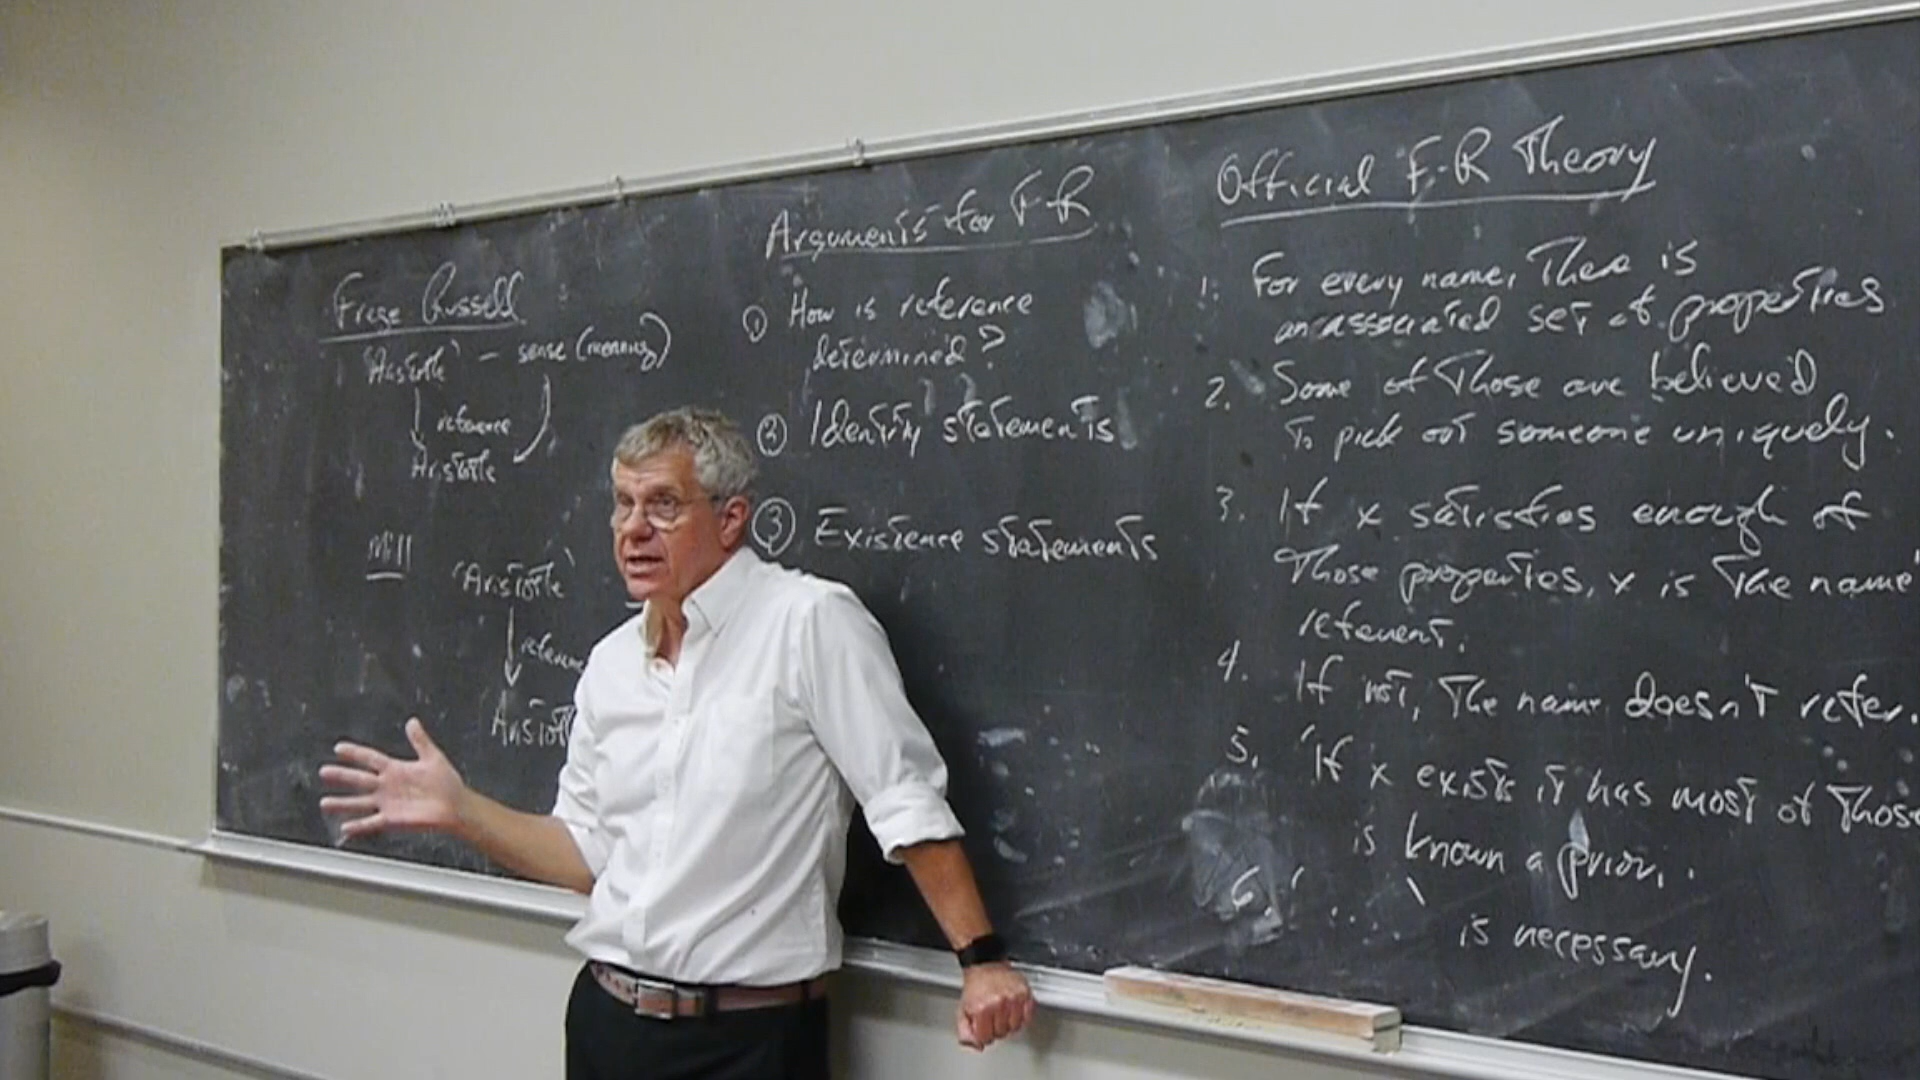 Frege Russell
'Aristotle' – sense (meaning)
reference
Aristotle
Mill
'Aristotle'
reference
Aristotle
Arguments for F-R
① How is reference
determined?
② Identity statements
③ Existence statements
Official F-R Theory
1. For every name, There is
an associated set of properties
2. Some of Those are believed
To pick out someone uniquely.
3. If x satisfies enough of
Those properties, x is The name'
referent.
4. If not, The name doesn't refer.
5. 'If x exists it has most of Those
is known a priori.
6. ' . . . '
is necessary.